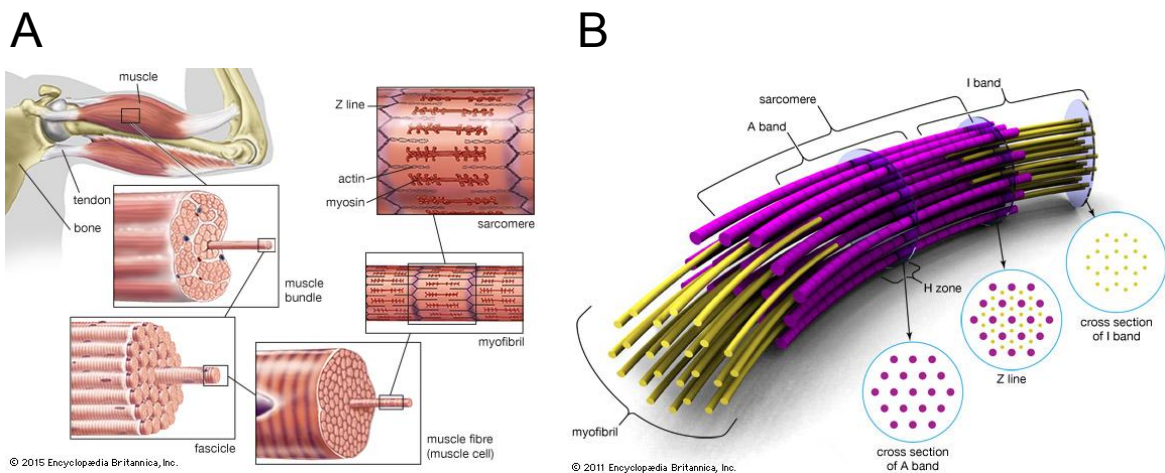 A
muscle
Z line
actin
myosin
sarcomere
tendon
bone
muscle
bundle
myofibril
fascicle
muscle fibre
(muscle cell)
© 2015 Encyclopædia Britannica, Inc.
B
I band
sarcomere
A band
H zone
cross section
of I band
Z line
myofibril
cross section
of A band
© 2011 Encyclopædia Britannica, Inc.